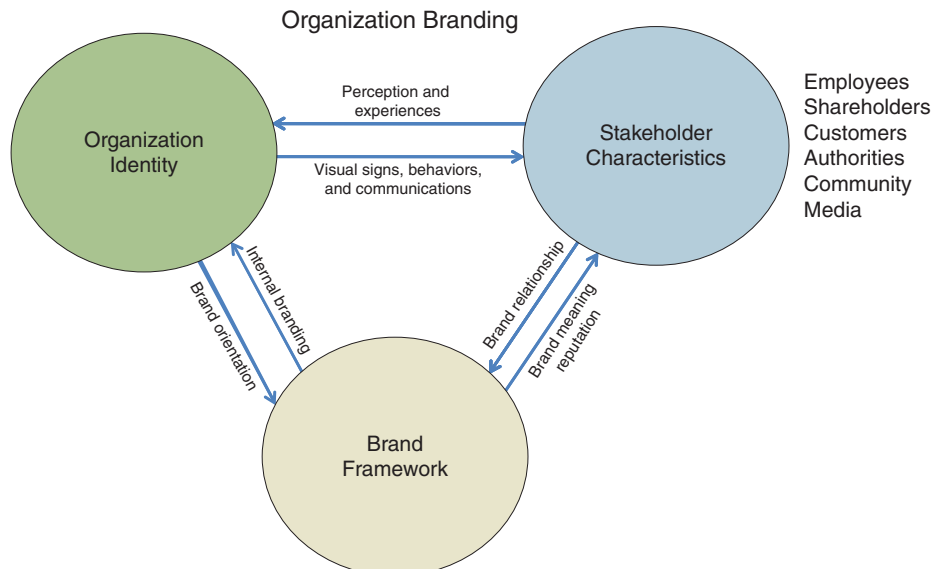 Organization Branding
Organization
Identity
Perception and
experiences
Visual signs, behaviors,
and communications
Stakeholder
Characteristics
Employees
Shareholders
Customers
Authorities
Community
Media
Brand orientation
Internal branding
Brand relationship
Brand meaning
reputation
Brand
Framework